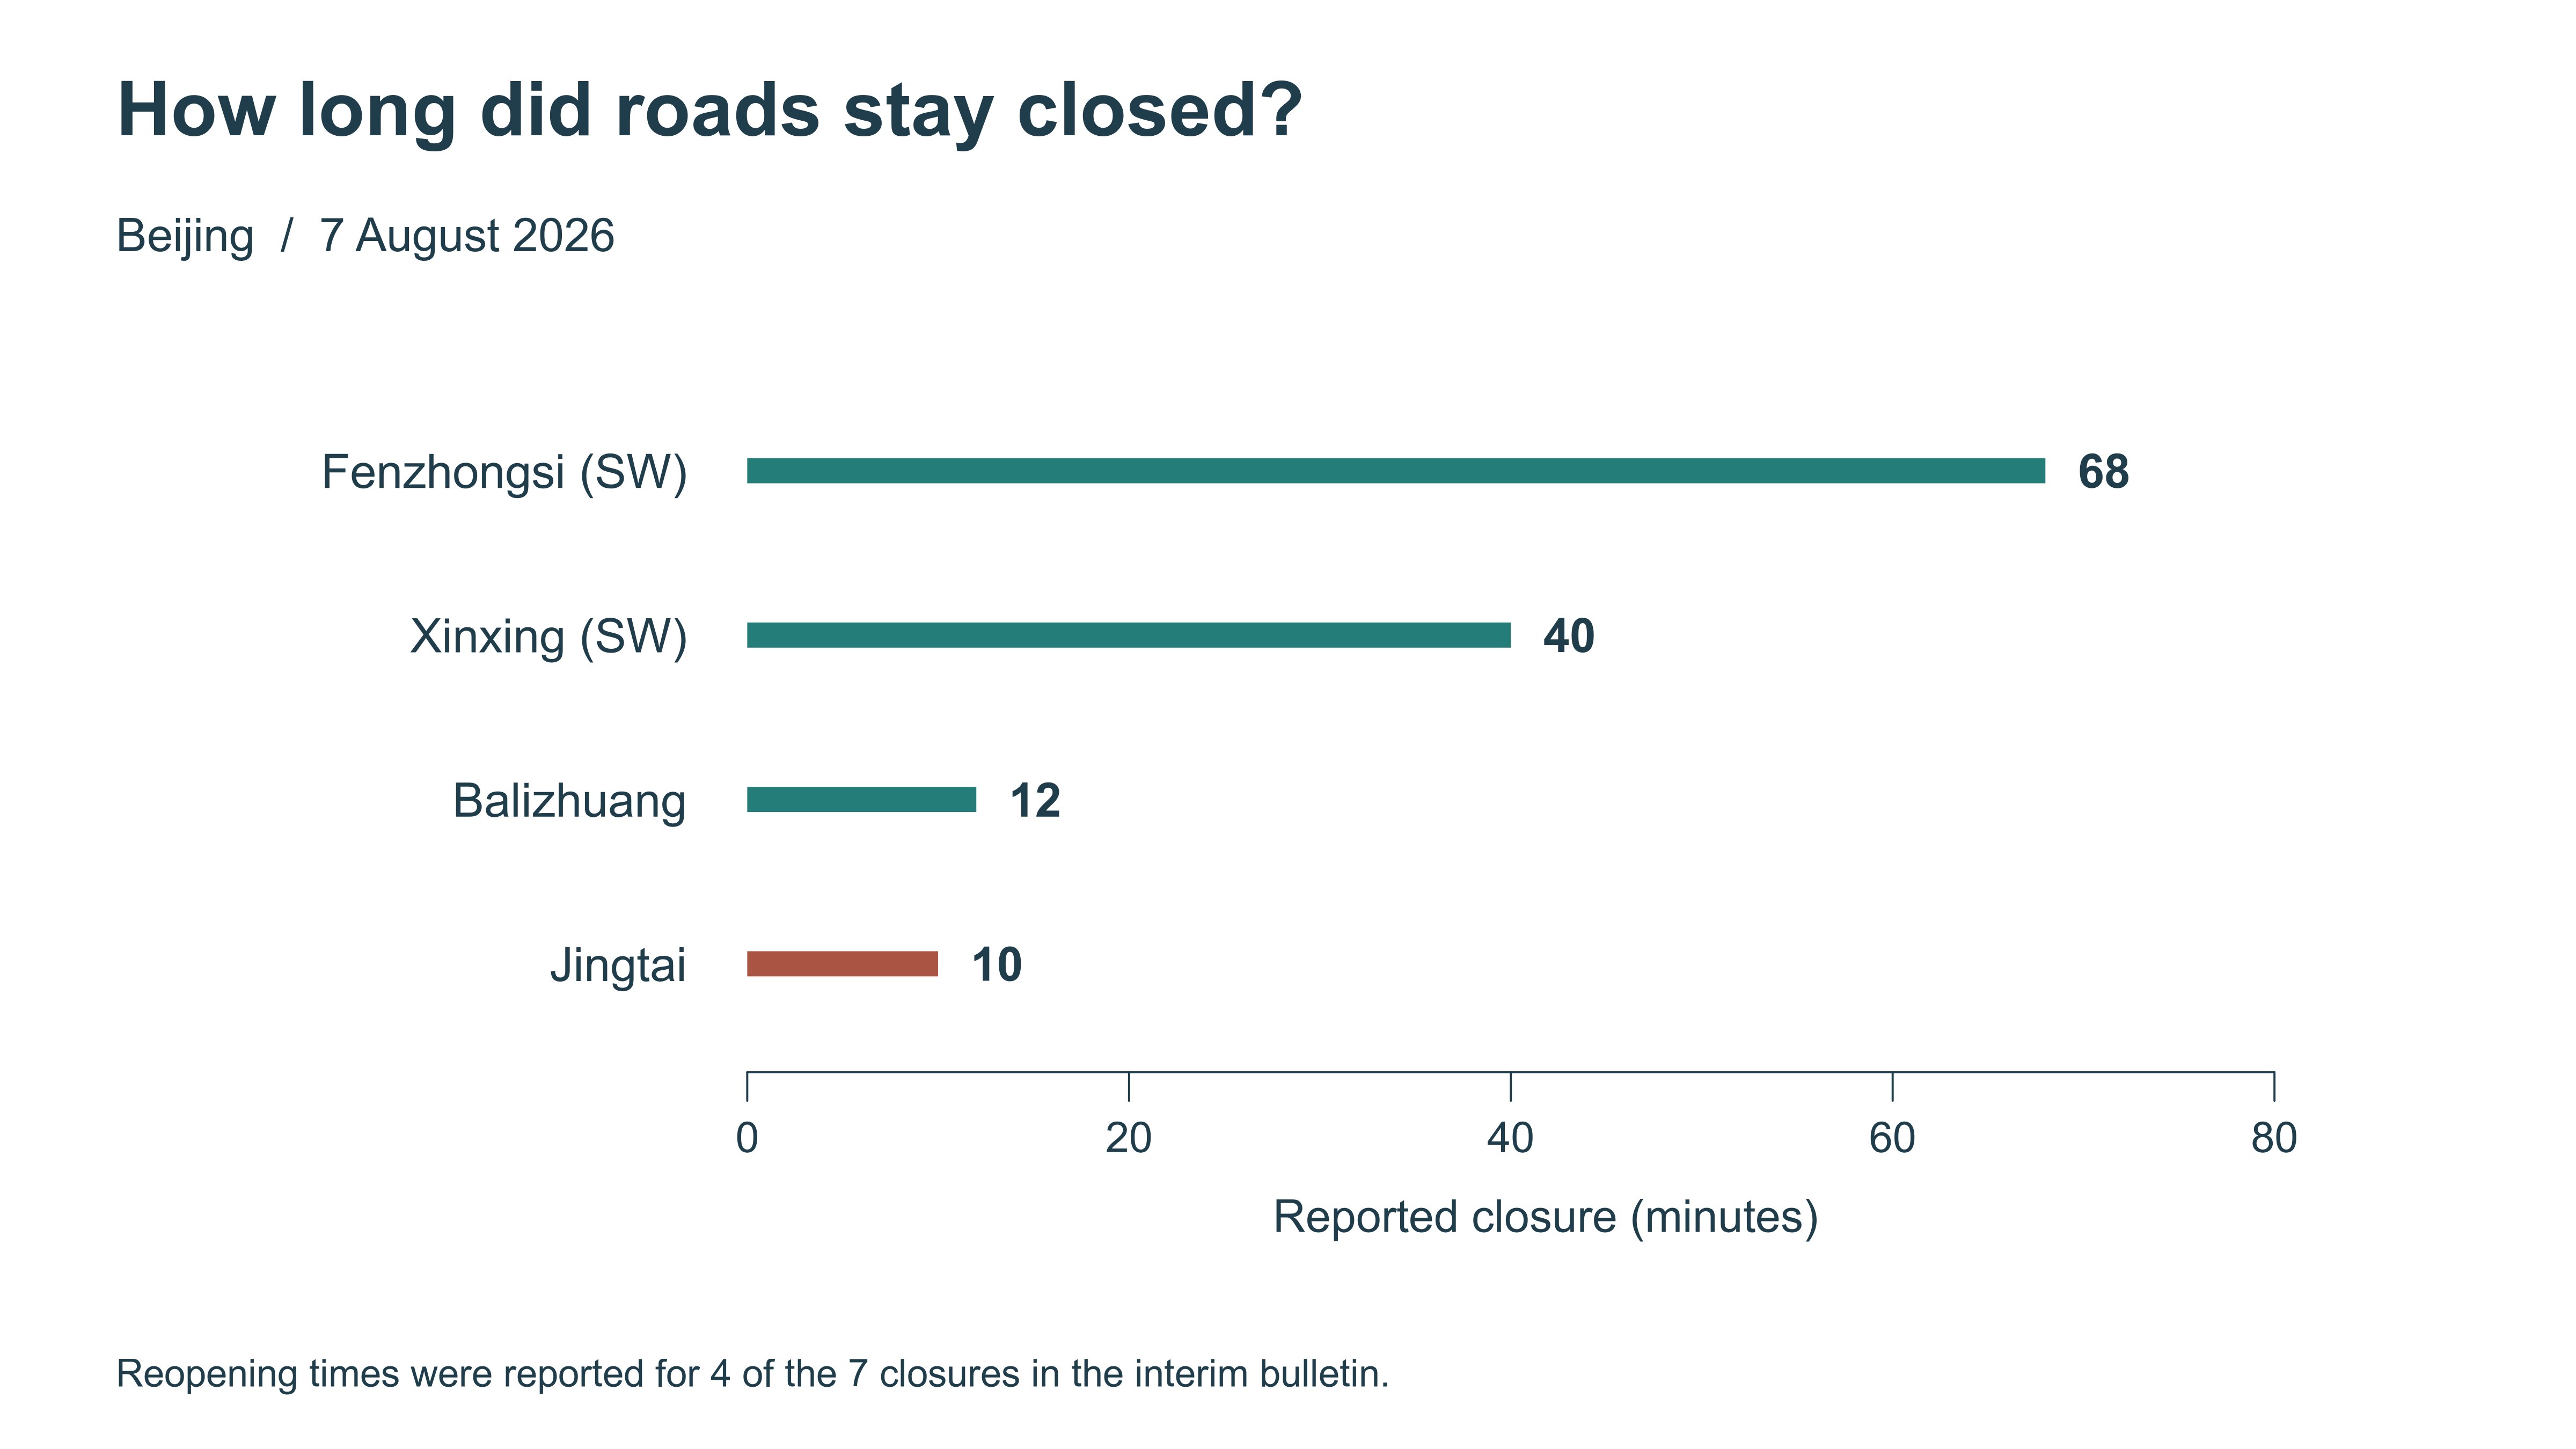 How long did roads stay closed?
Beijing / 7 August 2026
Fenzhongsi (SW) 68
Xinxing (SW) 40
Balizhuang 12
Jingtai 10
0 20 40 60 80
Reported closure (minutes)
Reopening times were reported for 4 of the 7 closures in the interim bulletin.